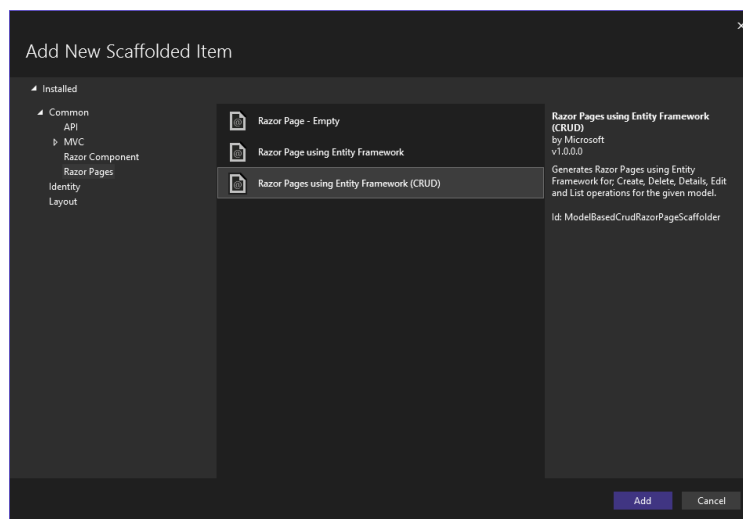 Add New Scaffolded Item
Installed
Common
API
MVC
Razor Component
Razor Pages
Identity
Layout
Razor Page - Empty
Razor Page using Entity Framework
Razor Pages using Entity Framework (CRUD)
Razor Pages using Entity Framework
(CRUD)
by Microsoft
v1.0.0.0
Generates Razor Pages using Entity
Framework for; Create, Delete, Details, Edit
and List operations for the given model.
Id: ModelBasedCrudRazorPageScaffolder
Add
Cancel